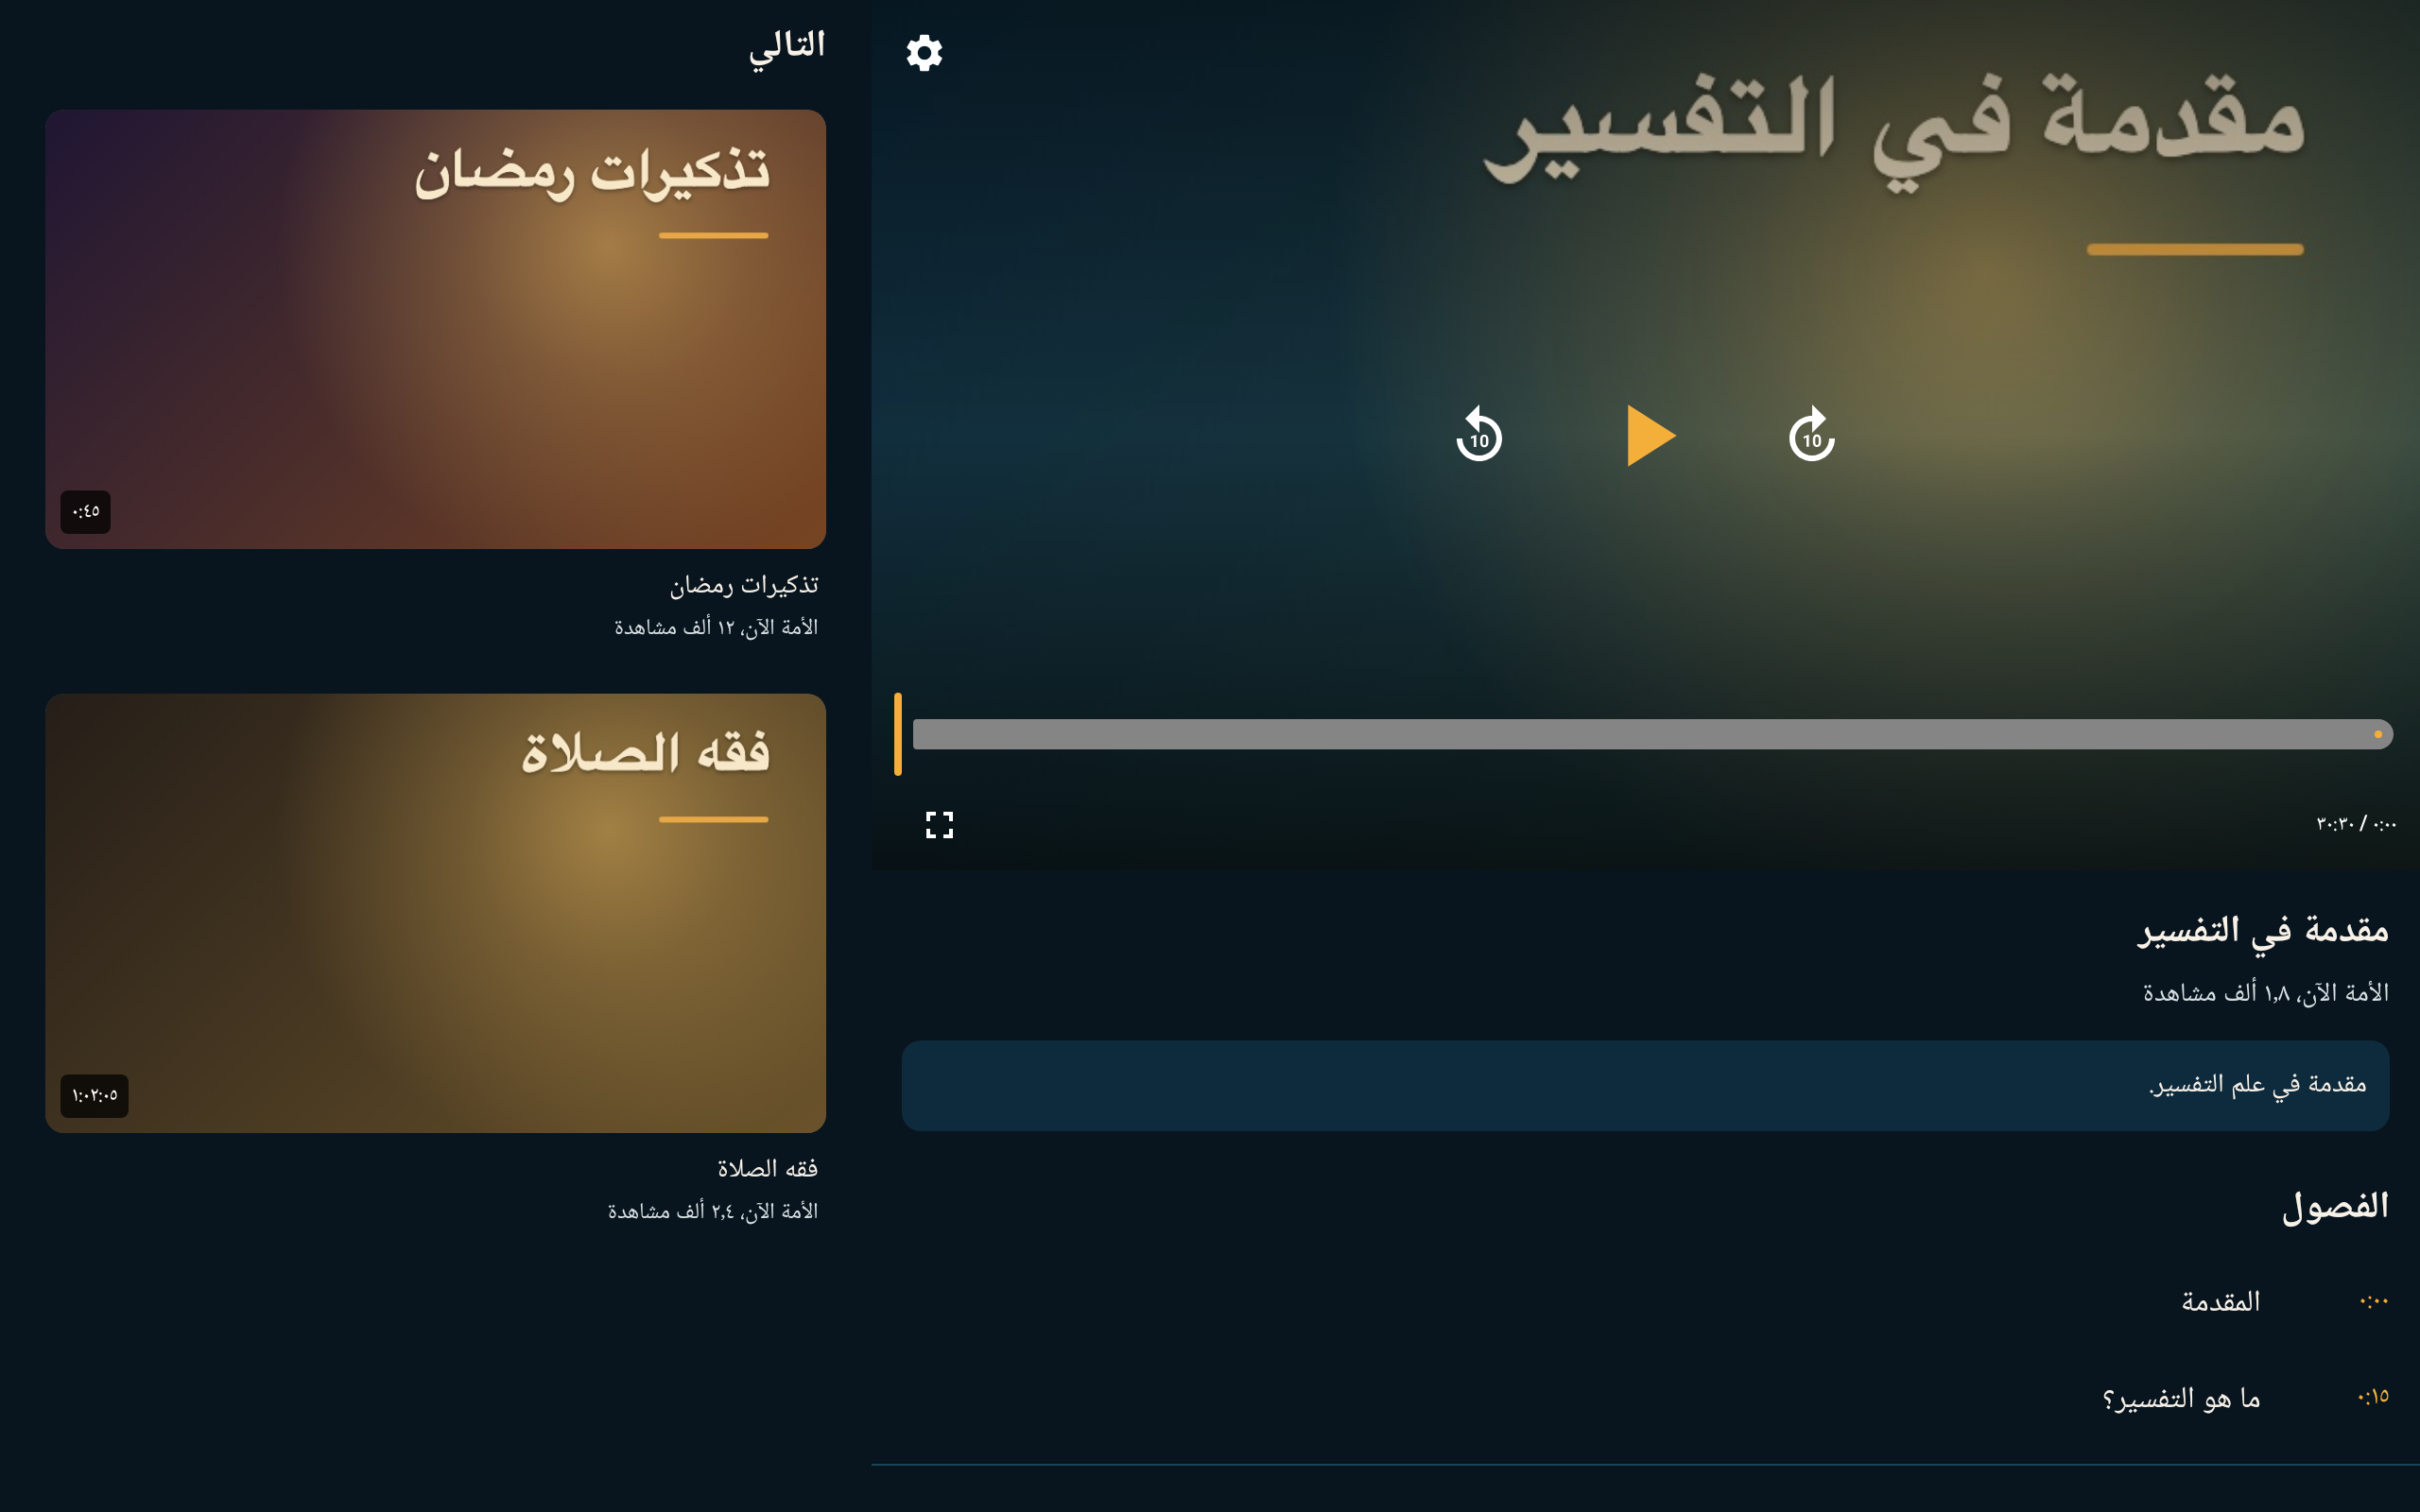 مقدمة في التفسير
10
10
٠:٠٠ / ٣٠:٣٠
مقدمة في التفسير
الأمة الآن، ١٫٨ ألف مشاهدة
مقدمة في علم التفسير.
الفصول
٠:٠٠ المقدمة
٠:١٥ ما هو التفسير؟
التالي
تذكيرات رمضان
٠:٤٥
تذكيرات رمضان
الأمة الآن، ١٢ ألف مشاهدة
فقه الصلاة
١:٠٢:٠٥
فقه الصلاة
الأمة الآن، ٢٫٤ ألف مشاهدة